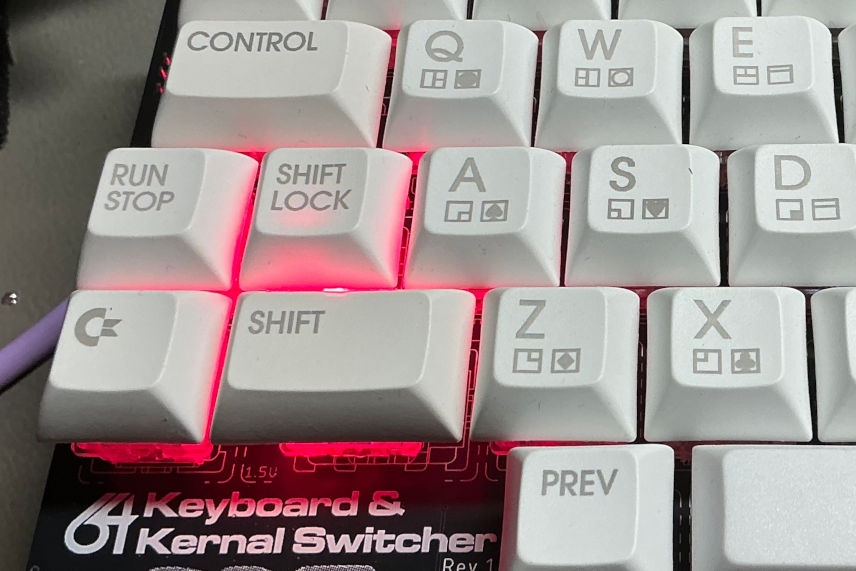 CONTROL
Q
W
E
RUN
STOP
SHIFT
LOCK
A
S
D
SHIFT
Z
X
1.5U
PREV
64 Keyboard &
Kernal Switcher
Rev 1